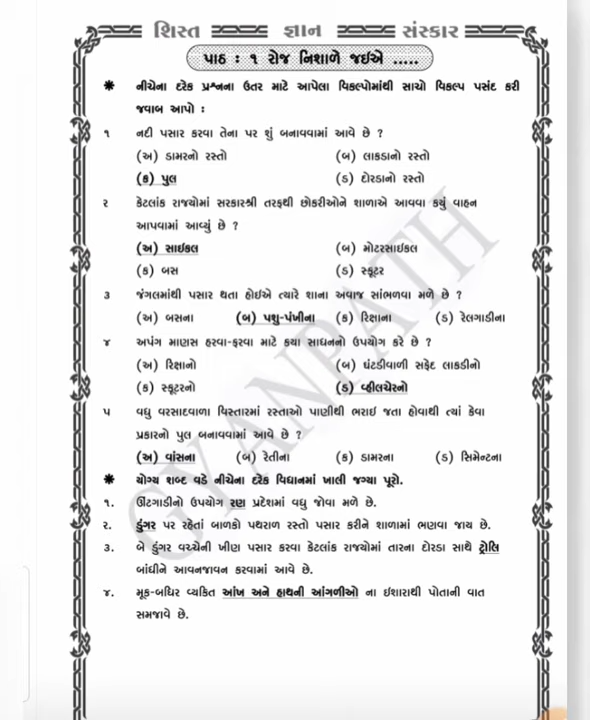 શિસ્ત જ્ઞાન સંસ્કાર
પાઠ : ૧ રોજ નિશાળે જઈએ .....
* નીચેના દરેક પ્રશ્નના ઉતર માટે આપેલા વિકલ્પોમાંથી સાચો વિકલ્પ પસંદ કરી
જવાબ આપો :
૧ નદી પસાર કરવા તેના પર શું બનાવવામાં આવે છે ?
(અ) ડામરનો રસ્તો (બ) લાકડાનો રસ્તો
(ક) પુલ (ડ) દોરડાનો રસ્તો
૨ કેટલાંક રાજ્યોમાં સરકારશ્રી તરફથી છોકરીઓને શાળાએ આવવા કયું વાહન
આપવામાં આવ્યું છે ?
(અ) સાઈકલ (બ) મોટરસાઈકલ
(ક) બસ (ડ) સ્કૂટર
૩ જંગલમાંથી પસાર થતા હોઈએ ત્યારે શાના અવાજ સાંભળવા મળે છે ?
(અ) બસના (બ) પશુ-પંખીના (ક) રિક્ષાના (ડ) રેલગાડીના
૪ અપંગ માણસ હરવા-ફરવા માટે કયા સાધનનો ઉપયોગ કરે છે ?
(અ) રિક્ષાનો (બ) ઘંટડીવાળી સફેદ લાકડીનો
(ક) સ્કૂટરનો (ડ) વ્હીલચેરનો
૫ વધુ વરસાદવાળા વિસ્તારમાં રસ્તાઓ પાણીથી ભરાઈ જતા હોવાથી ત્યાં કેવા
પ્રકારનો પુલ બનાવવામાં આવે છે ?
(અ) વાંસના (બ) રેતીના (ક) ડામરના (ડ) સિમેન્ટના
* યોગ્ય શબ્દ વડે નીચેના દરેક વિધાનમાં ખાલી જગ્યા પૂરો.
૧. ઊંટગાડીનો ઉપયોગ રણ પ્રદેશમાં વધુ જોવા મળે છે.
૨. ડુંગર પર રહેતાં બાળકો પથરાળ રસ્તો પસાર કરીને શાળામાં ભણવા જાય છે.
૩. બે ડુંગર વચ્ચેની ખીણ પસાર કરવા કેટલાંક રાજ્યોમાં તારના દોરડા સાથે ટ્રોલિ
બાંધીને આવનજાવન કરવામાં આવે છે.
૪. મૂક-બધિર વ્યકિત આંખ અને હાથની આંગળીઓ ના ઈશારાથી પોતાની વાત
સમજાવે છે.
GYANPATH